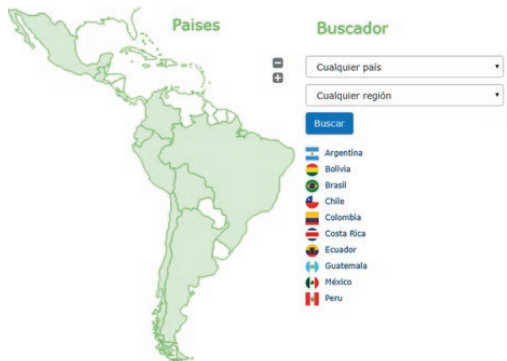 Paises
Buscador
Cualquier país
Cualquier región
Buscar
Argentina
Bolivia
Brasil
Chile
Colombia
Costa Rica
Ecuador
Guatemala
México
Peru